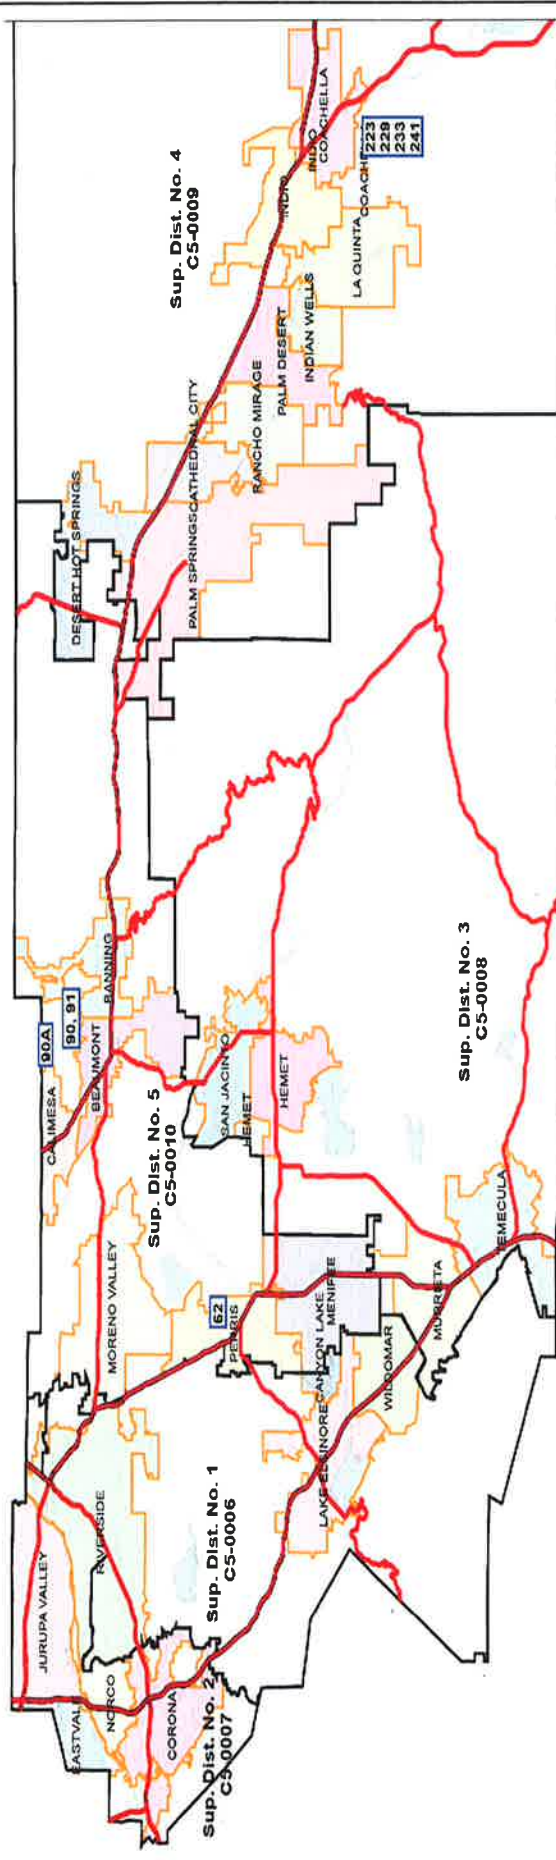 JURUPA VALLEY
EASTVALE
NORCO
RIVERSIDE
CORONA
Sup. Dist. No. 2
C5-0007
Sup. Dist. No. 1
C5-0006
MORENO VALLEY
CALIMESA
90A
90, 91
BEAUMONT
BANNING
Sup. Dist. No. 5
C5-0010
62
PERRIS
SAN JACINTO
HEMET
HEMET
LAKE ELSINORE
CANYON LAKE
MENIFEE
WILDOMAR
MURRIETA
TEMECULA
Sup. Dist. No. 3
C5-0008
DESERT HOT SPRINGS
PALM SPRINGS
CATHEDRAL CITY
RANCHO MIRAGE
PALM DESERT
INDIAN WELLS
Sup. Dist. No. 4
C5-0009
INDIO
INDIO
COACHELLA
LA QUINTA
223
229
233
241